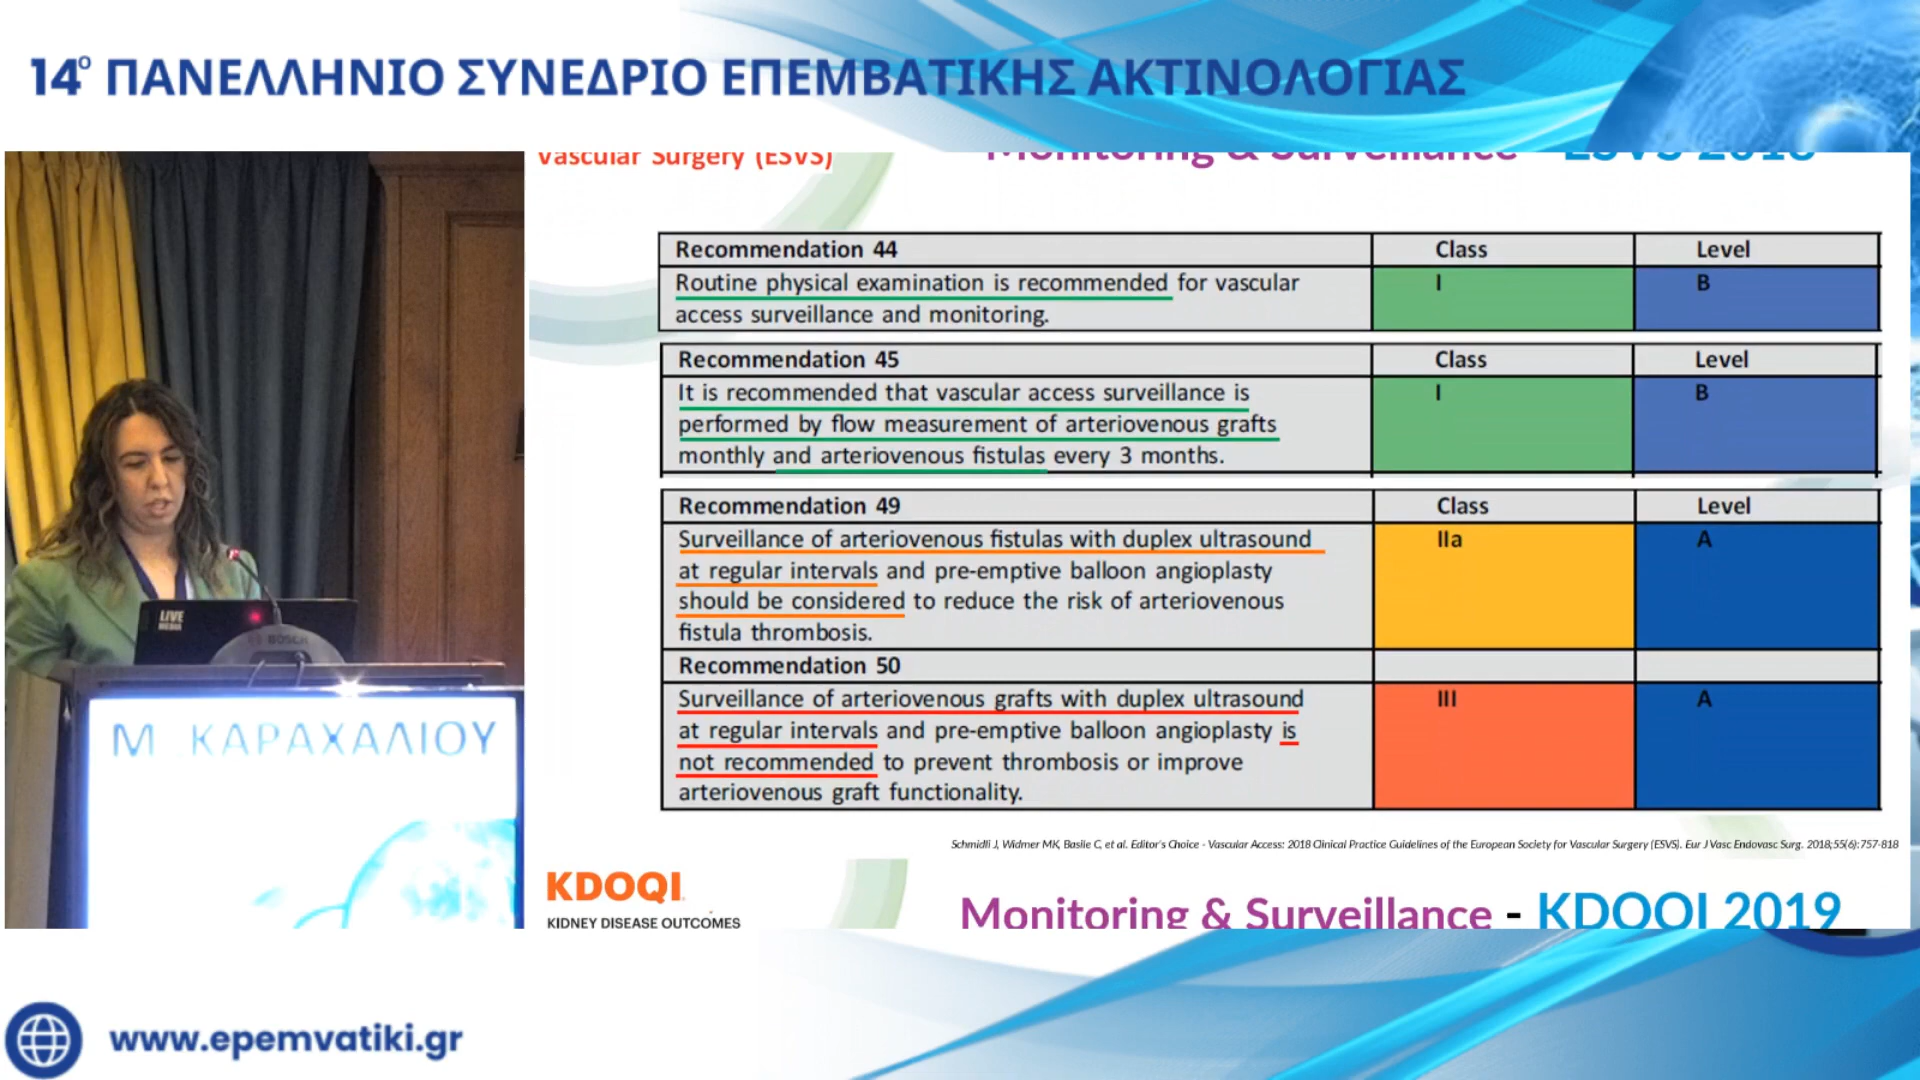 14ο ΠΑΝΕΛΛΗΝΙΟ ΣΥΝΕΔΡΙΟ ΕΠΕΜΒΑΤΙΚΗΣ ΑΚΤΙΝΟΛΟΓΙΑΣ
Vascular Surgery (ESVS)
Monitoring & Surveillance - ESVS 2018
Recommendation 44 Class Level
Routine physical examination is recommended for vascular I B
access surveillance and monitoring.
Recommendation 45 Class Level
It is recommended that vascular access surveillance is I B
performed by flow measurement of arteriovenous grafts
monthly and arteriovenous fistulas every 3 months.
Recommendation 49 Class Level
Surveillance of arteriovenous fistulas with duplex ultrasound IIa A
at regular intervals and pre-emptive balloon angioplasty
should be considered to reduce the risk of arteriovenous
fistula thrombosis.
Recommendation 50
Surveillance of arteriovenous grafts with duplex ultrasound III A
at regular intervals and pre-emptive balloon angioplasty is
not recommended to prevent thrombosis or improve
arteriovenous graft functionality.
Schmidli J, Widmer MK, Basile C, et al. Editor's Choice - Vascular Access: 2018 Clinical Practice Guidelines of the European Society for Vascular Surgery (ESVS). Eur J Vasc Endovasc Surg. 2018;55(6):757-818
KDOQI
KIDNEY DISEASE OUTCOMES
Monitoring & Surveillance - KDOQI 2019
LIVE
MEDIA
BOSCH
Μ .ΚΑΡΑΧΑΛΙΟΥ
www.epemvatiki.gr